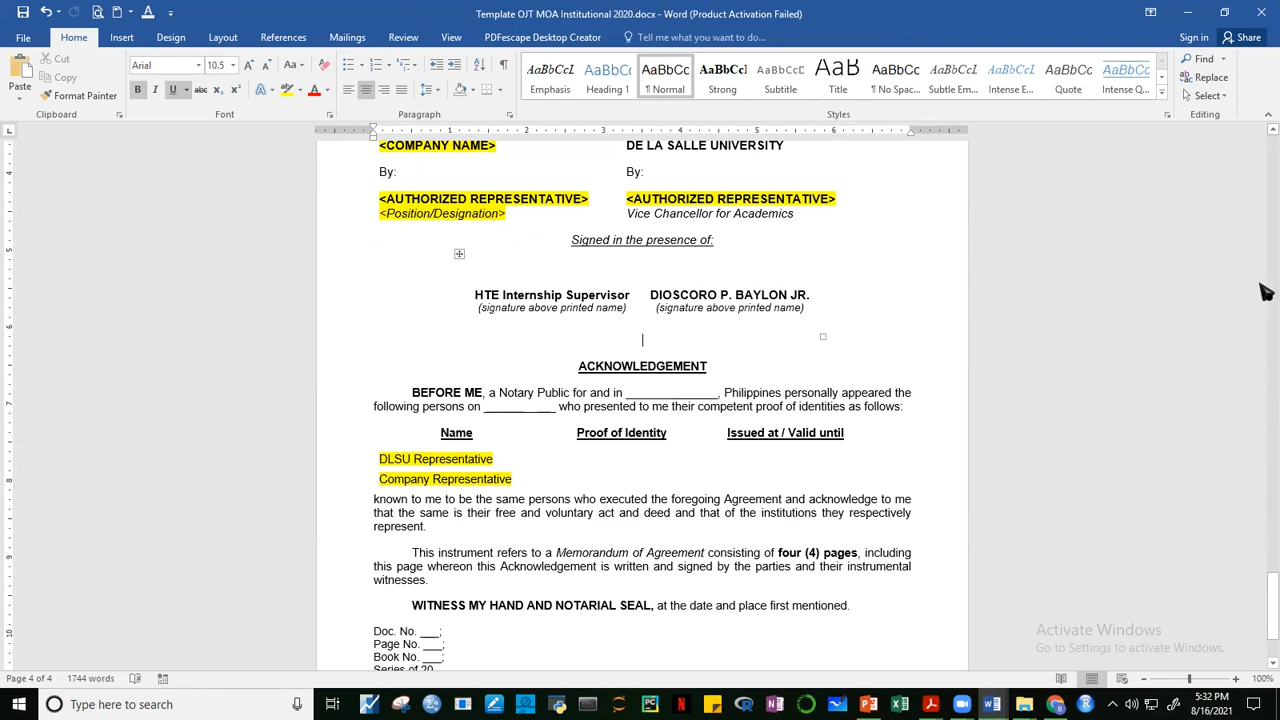 Template OJT MOA Institutional 2020.docx - Word (Product Activation Failed)
File Home Insert Design Layout References Mailings Review View PDFescape Desktop Creator Tell me what you want to do... Sign in Share
Cut
Copy
Format Painter
Paste
Arial 10.5
AaBbCcI AaBbCc AaBbCc AaBbCcI AaBbCcI AaB AaBbCc AaBbCcI AaBbCcI AaBbCc AaBbCcI
Emphasis Heading 1 ¶ Normal Strong Subtitle Title ¶ No Spac... Subtle Em... Intense E... Quote Intense Q...
Find
Replace
Select
Clipboard Font Paragraph Styles Editing
<COMPANY NAME> DE LA SALLE UNIVERSITY
By: By:
<AUTHORIZED REPRESENTATIVE> <AUTHORIZED REPRESENTATIVE>
<Position/Designation> Vice Chancellor for Academics
Signed in the presence of:
HTE Internship Supervisor DIOSCORO P. BAYLON JR.
(signature above printed name) (signature above printed name)
ACKNOWLEDGEMENT
BEFORE ME, a Notary Public for and in ______________, Philippines personally appeared the
following persons on ___________ who presented to me their competent proof of identities as follows:
Name Proof of Identity Issued at / Valid until
DLSU Representative
Company Representative
known to me to be the same persons who executed the foregoing Agreement and acknowledge to me
that the same is their free and voluntary act and deed and that of the institutions they respectively
represent.
This instrument refers to a Memorandum of Agreement consisting of four (4) pages, including
this page whereon this Acknowledgement is written and signed by the parties and their instrumental
witnesses.
WITNESS MY HAND AND NOTARIAL SEAL, at the date and place first mentioned.
Doc. No. ___;
Page No. ___;
Book No. ___;
Series of 20
Activate Windows
Go to Settings to activate Windows.
Page 4 of 4 1744 words 100%
Type here to search
5:32 PM
8/16/2021